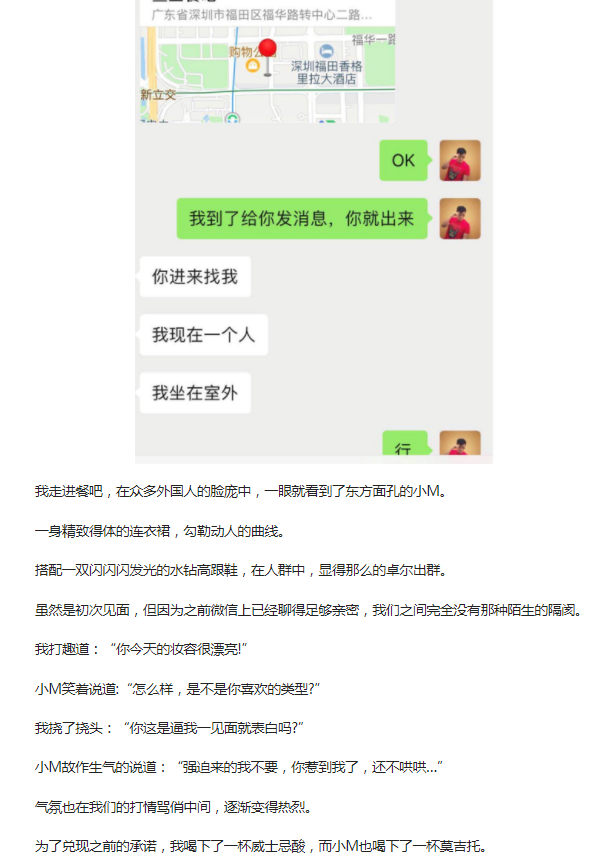 广东省深圳市福田区福华路转中心二路...
福华一路
购物公
深圳福田香格
里拉大酒店
新立交
OK
我到了给你发消息，你就出来
你进来找我
我现在一个人
我坐在室外
行
我走进餐吧，在众多外国人的脸庞中，一眼就看到了东方面孔的小M。
一身精致得体的连衣裙，勾勒动人的曲线。
搭配一双闪闪闪发光的水钻高跟鞋，在人群中，显得那么的卓尔出群。
虽然是初次见面，但因为之前微信上已经聊得足够亲密，我们之间完全没有那种陌生的隔阂。
我打趣道：“你今天的妆容很漂亮!”
小M笑着说道:“怎么样，是不是你喜欢的类型?”
我挠了挠头：“你这是逼我一见面就表白吗?”
小M故作生气的说道：“强迫来的我不要，你惹到我了，还不哄哄...”
气氛也在我们的打情骂俏中间，逐渐变得热烈。
为了兑现之前的承诺，我喝下了一杯威士忌酸，而小M也喝下了一杯莫吉托。